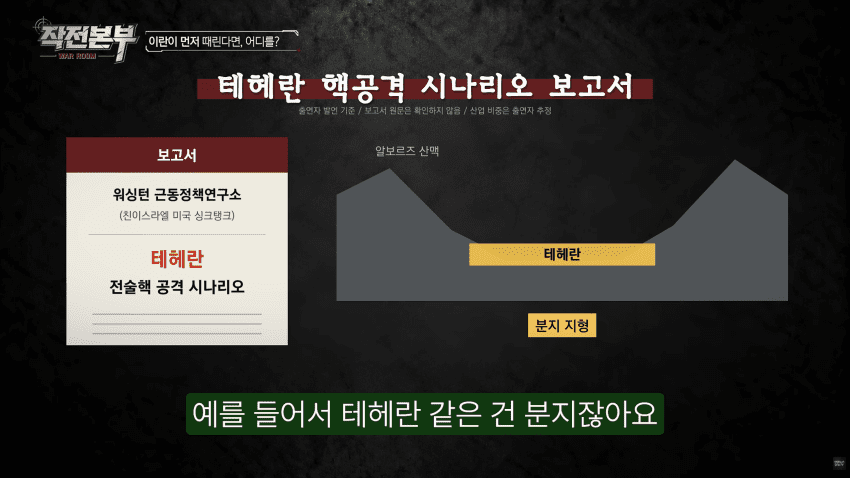 작전본부
WAR ROOM
이란이 먼저 때린다면, 어디를?
테헤란 핵공격 시나리오 보고서
출연자 발언 기준 / 보고서 원문은 확인하지 않음 / 산업 비중은 출연자 추정
보고서
워싱턴 근동정책연구소
(친이스라엘 미국 싱크탱크)
테헤란
전술핵 공격 시나리오
알보르즈 산맥
테헤란
분지 지형
예를 들어서 테헤란 같은 건 분지잖아요